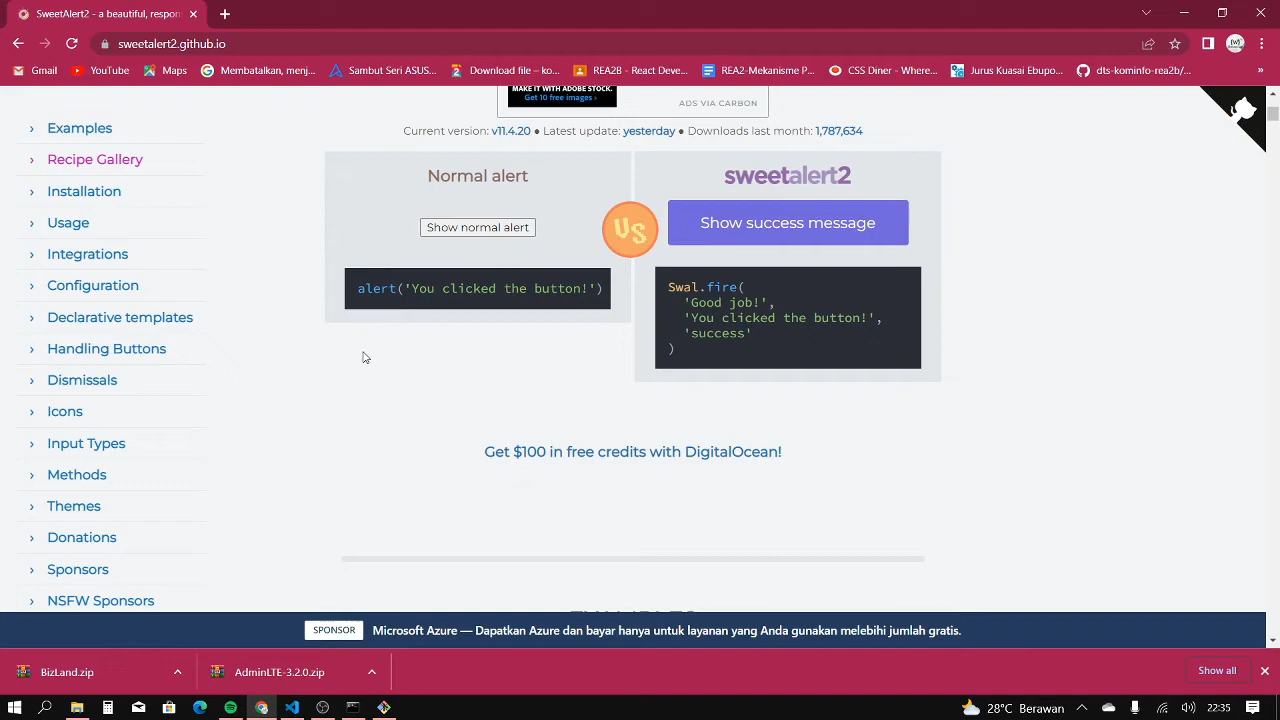 SweetAlert2 - a beautiful, respons
sweetalert2.github.io
Gmail
YouTube
Maps
Membatalkan, menj...
Sambut Seri ASUS...
Download file – ko...
REA2B - React Deve...
REA2-Mekanisme P...
CSS Diner - Where...
Jurus Kuasai Ebupo...
dts-kominfo-rea2b/...
»
MAKE IT WITH ADOBE STOCK.
Get 10 free images ›
ADS VIA CARBON
Current version: v11.4.20 ● Latest update: yesterday ● Downloads last month: 1,787,634
› Examples
› Recipe Gallery
› Installation
› Usage
› Integrations
› Configuration
› Declarative templates
› Handling Buttons
› Dismissals
› Icons
› Input Types
› Methods
› Themes
› Donations
› Sponsors
› NSFW Sponsors
Normal alert
Show normal alert
alert('You clicked the button!')
VS
sweetalert2
Show success message
Swal.fire(
'Good job!',
'You clicked the button!',
'success'
)
Get $100 in free credits with DigitalOcean!
SPONSOR
Microsoft Azure — Dapatkan Azure dan bayar hanya untuk layanan yang Anda gunakan melebihi jumlah gratis.
BizLand.zip
AdminLTE-3.2.0.zip
Show all
28°C Berawan
22:35